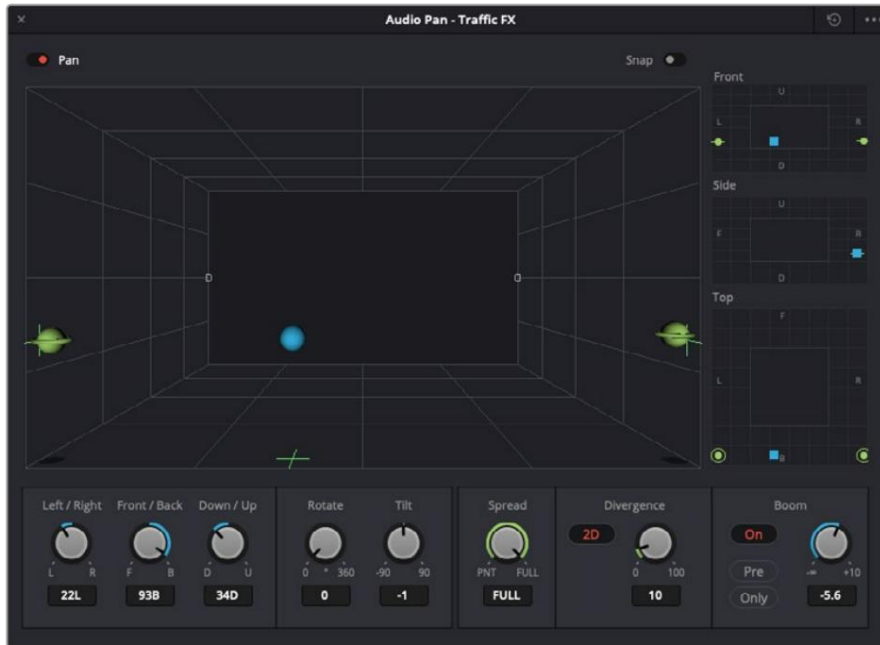 Audio Pan - Traffic FX
Pan
Snap
Front
U
L R
D
Side
U
F R
D
Top
F
L R
B
Left / Right Front / Back Down / Up Rotate Tilt Spread Divergence Boom
2D On
L R F B D U 0 ° 360 -90 90 PNT FULL 0 100 Pre -∞ +10
22L 93B 34D 0 -1 FULL 10 Only -5.6